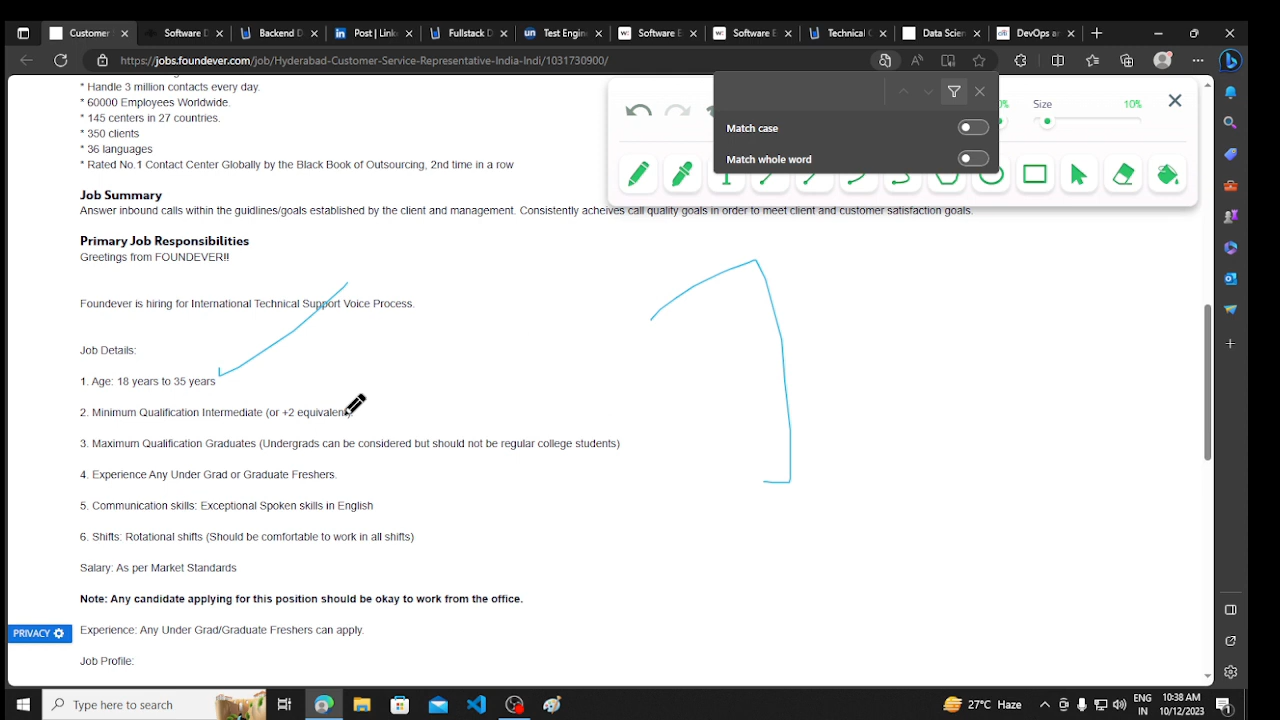 Customer
Software D
Backend D
Post | Link
Fullstack D
Test Engin
Software E
Software E
Technical C
Data Scien
DevOps an
https://jobs.foundever.com/job/Hyderabad-Customer-Service-Representative-India-Indi/1031730900/
* Handle 3 million contacts every day.
* 60000 Employees Worldwide.
* 145 centers in 27 countries.
* 350 clients
* 36 languages
* Rated No.1 Contact Center Globally by the Black Book of Outsourcing, 2nd time in a row
Match case
Match whole word
0%
Size
10%
Job Summary
Answer inbound calls within the guidlines/goals established by the client and management. Consistently acheives call quality goals in order to meet client and customer satisfaction goals.
Primary Job Responsibilities
Greetings from FOUNDEVER!!
Foundever is hiring for International Technical Support Voice Process.
Job Details:
1. Age: 18 years to 35 years
2. Minimum Qualification Intermediate (or +2 equivalent).
3. Maximum Qualification Graduates (Undergrads can be considered but should not be regular college students)
4. Experience Any Under Grad or Graduate Freshers.
5. Communication skills: Exceptional Spoken skills in English
6. Shifts: Rotational shifts (Should be comfortable to work in all shifts)
Salary: As per Market Standards
Note: Any candidate applying for this position should be okay to work from the office.
Experience: Any Under Grad/Graduate Freshers can apply.
Job Profile:
PRIVACY
Type here to search
27°C Haze
ENG
IN
10:38 AM
10/12/2023
1